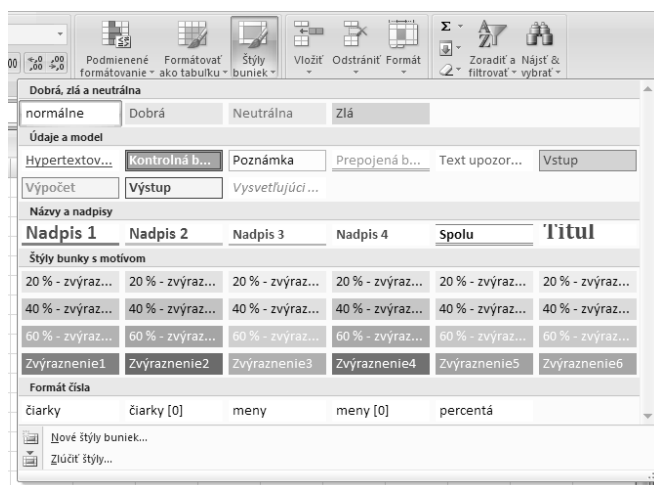 Σ
00 ,00 ,00
Podmienené formátovanie
Formátovať ako tabuľku
Štýly buniek
Vložiť
Odstrániť
Formát
Zoradiť a filtrovať
Nájsť & vybrať
Dobrá, zlá a neutrálna
normálne Dobrá Neutrálna Zlá
Údaje a model
Hypertextov... Kontrolná b... Poznámka Prepojená b... Text upozor... Vstup
Výpočet Výstup Vysvetľujúci ...
Názvy a nadpisy
Nadpis 1 Nadpis 2 Nadpis 3 Nadpis 4 Spolu Titul
Štýly bunky s motívom
20 % - zvýraz... 20 % - zvýraz... 20 % - zvýraz... 20 % - zvýraz... 20 % - zvýraz... 20 % - zvýraz...
40 % - zvýraz... 40 % - zvýraz... 40 % - zvýraz... 40 % - zvýraz... 40 % - zvýraz... 40 % - zvýraz...
60 % - zvýraz... 60 % - zvýraz... 60 % - zvýraz... 60 % - zvýraz... 60 % - zvýraz... 60 % - zvýraz...
Zvýraznenie1 Zvýraznenie2 Zvýraznenie3 Zvýraznenie4 Zvýraznenie5 Zvýraznenie6
Formát čísla
čiarky čiarky [0] meny meny [0] percentá
Nové štýly buniek...
Zlúčiť štýly...